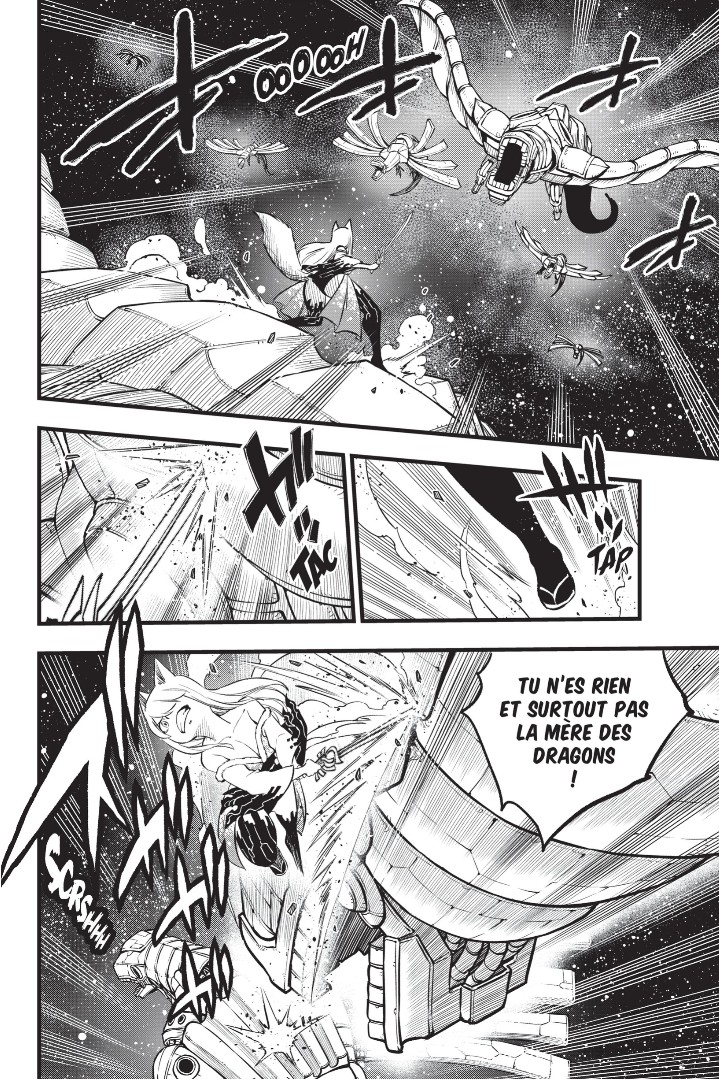 OOOOOH
TAP
TAC
TU N'ES RIEN
ET SURTOUT PAS
LA MÈRE DES
DRAGONS
!
SCRSHHH